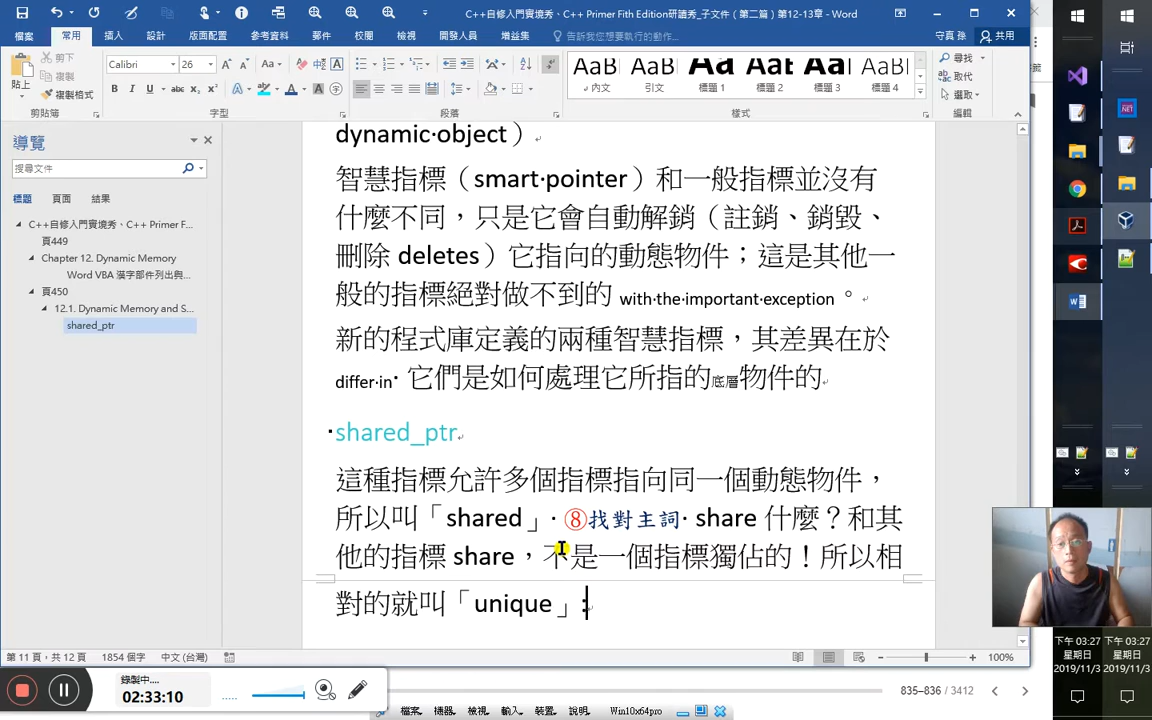 C++自修入門實境秀、C++ Primer Fith Edition研讀秀_子文件（第二篇）第12-13章 - Word
檔案 常用 插入 設計 版面配置 參考資料 郵件 校閱 檢視 開發人員 增益集 告訴我您想要執行的動作... 守真 孫 共用
貼上 剪下 複製 複製格式 剪貼簿
Calibri 26 字型
段落
AaB 內文
AaB 引文
Aa 標題 1
AaB 標題 2
AaB 標題 3
AaBl 標題 4
樣式
尋找 取代 選取 編輯
導覽
搜尋文件
標題 頁面 結果
C++自修入門實境秀、C++ Primer F...
頁449
Chapter 12. Dynamic Memory
Word VBA 漢字部件列出與...
頁450
12.1. Dynamic Memory and S...
shared_ptr
dynamic·object）
智慧指標（smart·pointer）和一般指標並沒有
什麼不同，只是它會自動解銷（註銷、銷毀、
刪除 deletes）它指向的動態物件；這是其他一
般的指標絕對做不到的 with·the·important·exception。
新的程式庫定義的兩種智慧指標，其差異在於
differ·in· 它們是如何處理它所指的底層物件的
shared_ptr
這種指標允許多個指標指向同一個動態物件，
所以叫「shared」· ⑧找對主詞· share 什麼？和其
他的指標 share，不是一個指標獨佔的！所以相
對的就叫「unique」:
第 11 頁，共 12 頁 1854 個字 中文 (台灣) 100%
錄製中...
02:33:10
835–836 / 3412
檔案, 機器, 檢視, 輸入, 裝置, 說明, Win10x64pro
下午 03:27
星期日
2019/11/3
下午 03:27
星期日
2019/11/3